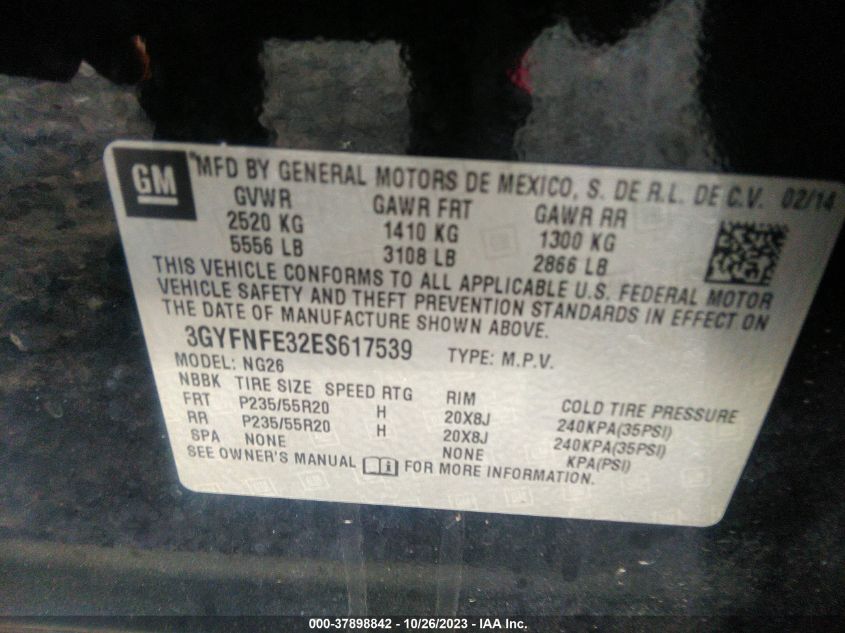 GM
MFD BY GENERAL MOTORS DE MEXICO, S. DE R.L. DE C.V. 02/14
GVWR GAWR FRT GAWR RR
2520 KG 1410 KG 1300 KG
5556 LB 3108 LB 2866 LB
THIS VEHICLE CONFORMS TO ALL APPLICABLE U.S. FEDERAL MOTOR
VEHICLE SAFETY AND THEFT PREVENTION STANDARDS IN EFFECT ON
THE DATE OF MANUFACTURE SHOWN ABOVE.
3GYFNFE32ES617539 TYPE: M.P.V.
MODEL: NG26
NBBK TIRE SIZE SPEED RTG RIM COLD TIRE PRESSURE
FRT P235/55R20 H 20X8J 240KPA(35PSI)
RR P235/55R20 H 20X8J 240KPA(35PSI)
SPA NONE NONE KPA(PSI)
SEE OWNER'S MANUAL i FOR MORE INFORMATION.
000-37898842 - 10/26/2023 - IAA Inc.